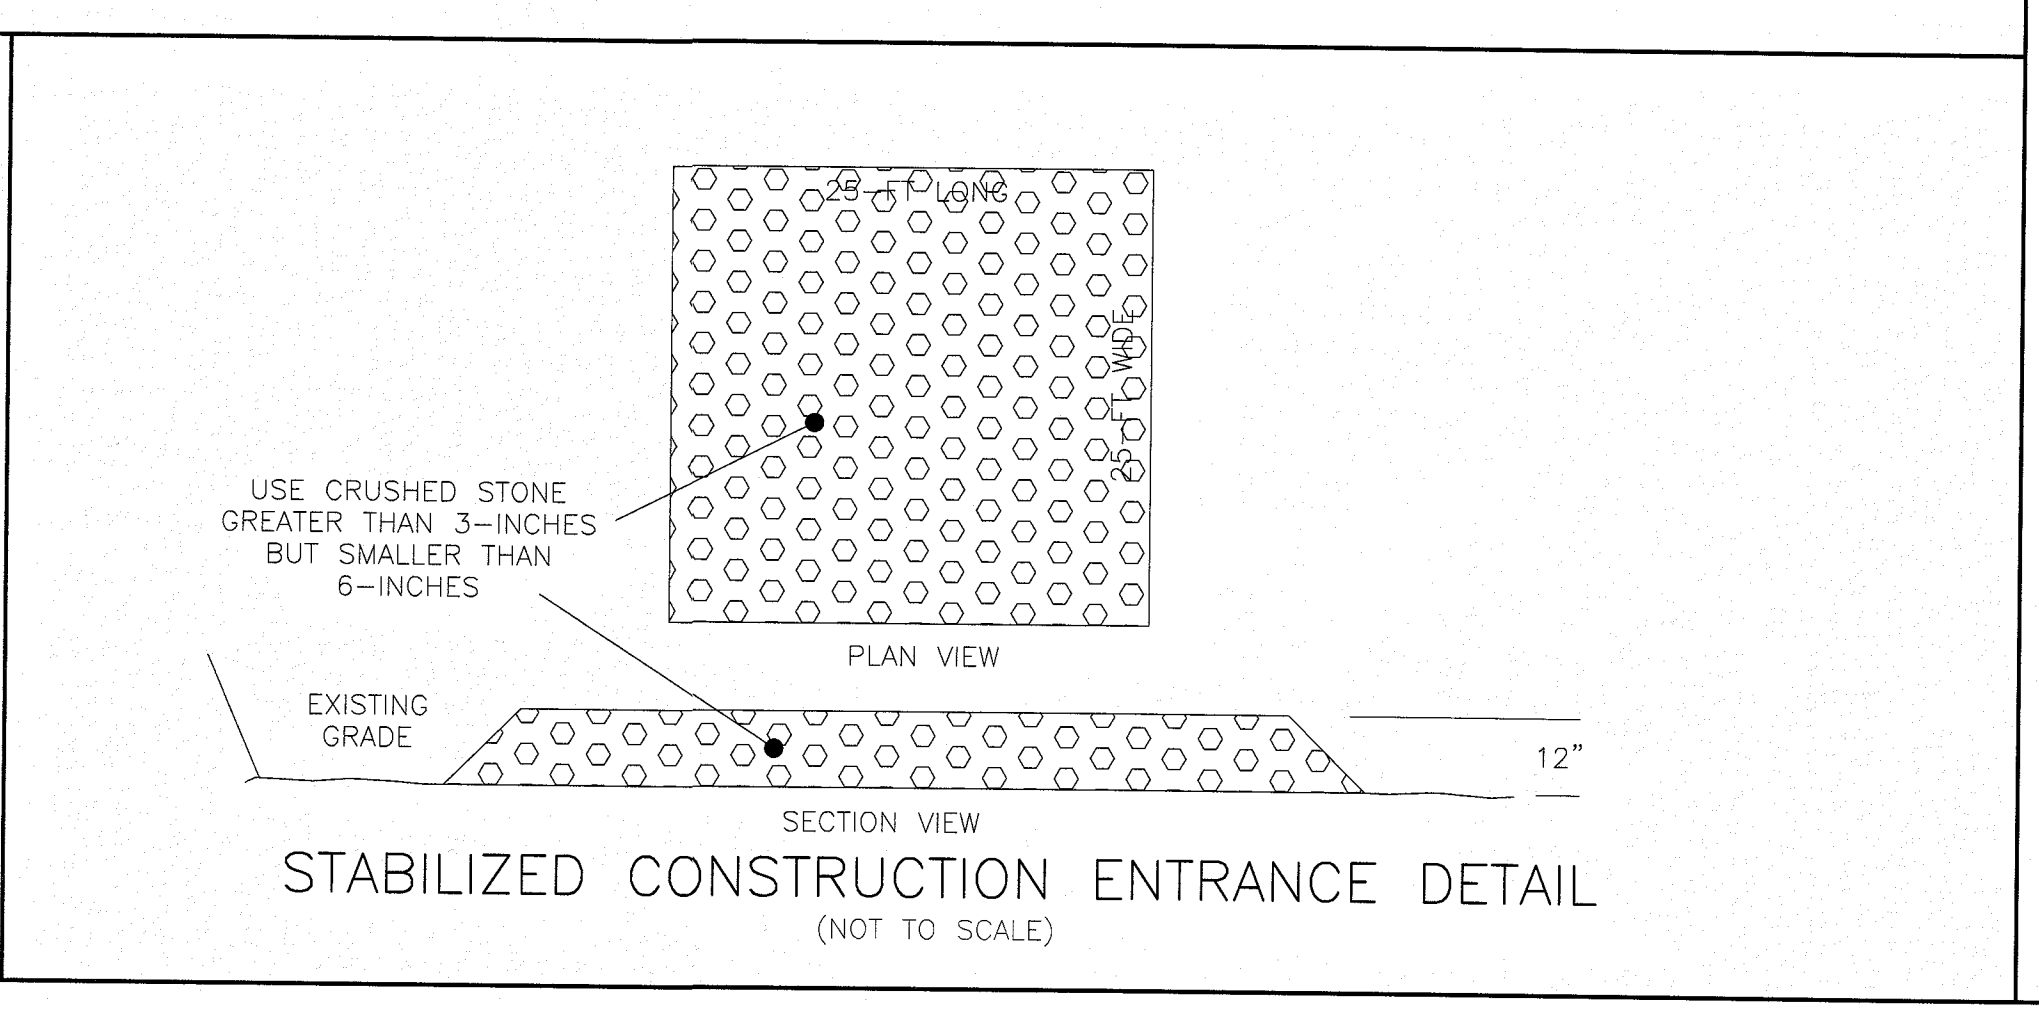 25-FT LONG
25-FT WIDE
USE CRUSHED STONE
GREATER THAN 3-INCHES
BUT SMALLER THAN
6-INCHES
PLAN VIEW
EXISTING
GRADE
12"
SECTION VIEW
STABILIZED CONSTRUCTION ENTRANCE DETAIL
(NOT TO SCALE)